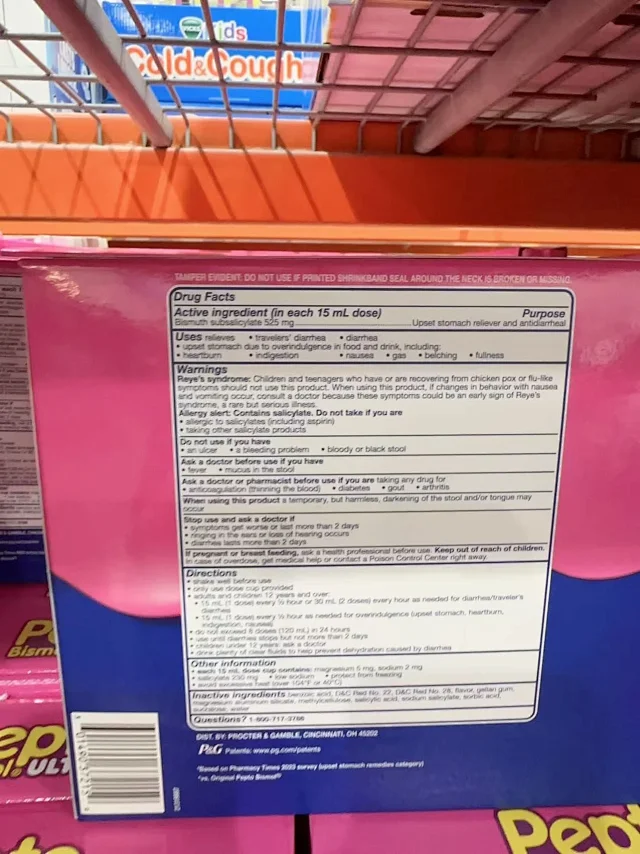 VICKS
ds
Cold&Cough
TAMPER EVIDENT: DO NOT USE IF PRINTED SHRINKBAND SEAL AROUND THE NECK IS BROKEN OR MISSING.
Drug Facts
Active ingredient (in each 15 mL dose) Purpose
Bismuth subsalicylate 525 mg Upset stomach reliever and antidiarrheal
Uses relieves • travelers' diarrhea • diarrhea
• upset stomach due to overindulgence in food and drink, including:
• heartburn • indigestion • nausea • gas • belching • fullness
Warnings
Reye's syndrome: Children and teenagers who have or are recovering from chicken pox or flu-like
symptoms should not use this product. When using this product, if changes in behavior with nausea
and vomiting occur, consult a doctor because these symptoms could be an early sign of Reye's
syndrome, a rare but serious illness.
Allergy alert: Contains salicylate. Do not take if you are
• allergic to salicylates (including aspirin)
• taking other salicylate products
Do not use if you have
• an ulcer • a bleeding problem • bloody or black stool
Ask a doctor before use if you have
• fever • mucus in the stool
Ask a doctor or pharmacist before use if you are taking any drug for
• anticoagulation (thinning the blood) • diabetes • gout • arthritis
When using this product a temporary, but harmless, darkening of the stool and/or tongue may
occur
Stop use and ask a doctor if
• symptoms get worse or last more than 2 days
• ringing in the ears or loss of hearing occurs
• diarrhea lasts more than 2 days
If pregnant or breast feeding, ask a health professional before use. Keep out of reach of children.
In case of overdose, get medical help or contact a Poison Control Center right away.
Directions
• shake well before use
• only use dose cup provided
• adults and children 12 years and over:
• 15 mL (1 dose) every ½ hour or 30 mL (2 doses) every hour as needed for diarrhea/traveler's
diarrhea
• 15 mL (1 dose) every ½ hour as needed for overindulgence (upset stomach, heartburn,
indigestion, nausea)
• do not exceed 8 doses (120 mL) in 24 hours
• use until diarrhea stops but not more than 2 days
• children under 12 years: ask a doctor
• drink plenty of clear fluids to help prevent dehydration caused by diarrhea
Other information
• each 15 mL dose cup contains: magnesium 5 mg, sodium 2 mg
• salicylate 230 mg • low sodium • protect from freezing
• avoid excessive heat (over 104°F or 40°C)
Inactive ingredients benzoic acid, D&C Red No. 22, D&C Red No. 28, flavor, gellan gum,
magnesium aluminum silicate, methylcellulose, salicylic acid, sodium salicylate, sorbic acid,
sucralose, water
Questions? 1-800-717-3786
DIST. BY: PROCTER & GAMBLE, CINCINNATI, OH 45202
P&G Patents: www.pg.com/patents
*Based on Pharmacy Times 2023 survey (upset stomach remedies category)
^vs. Original Pepto Bismol®
P
Bism
ep
ULT
Pept